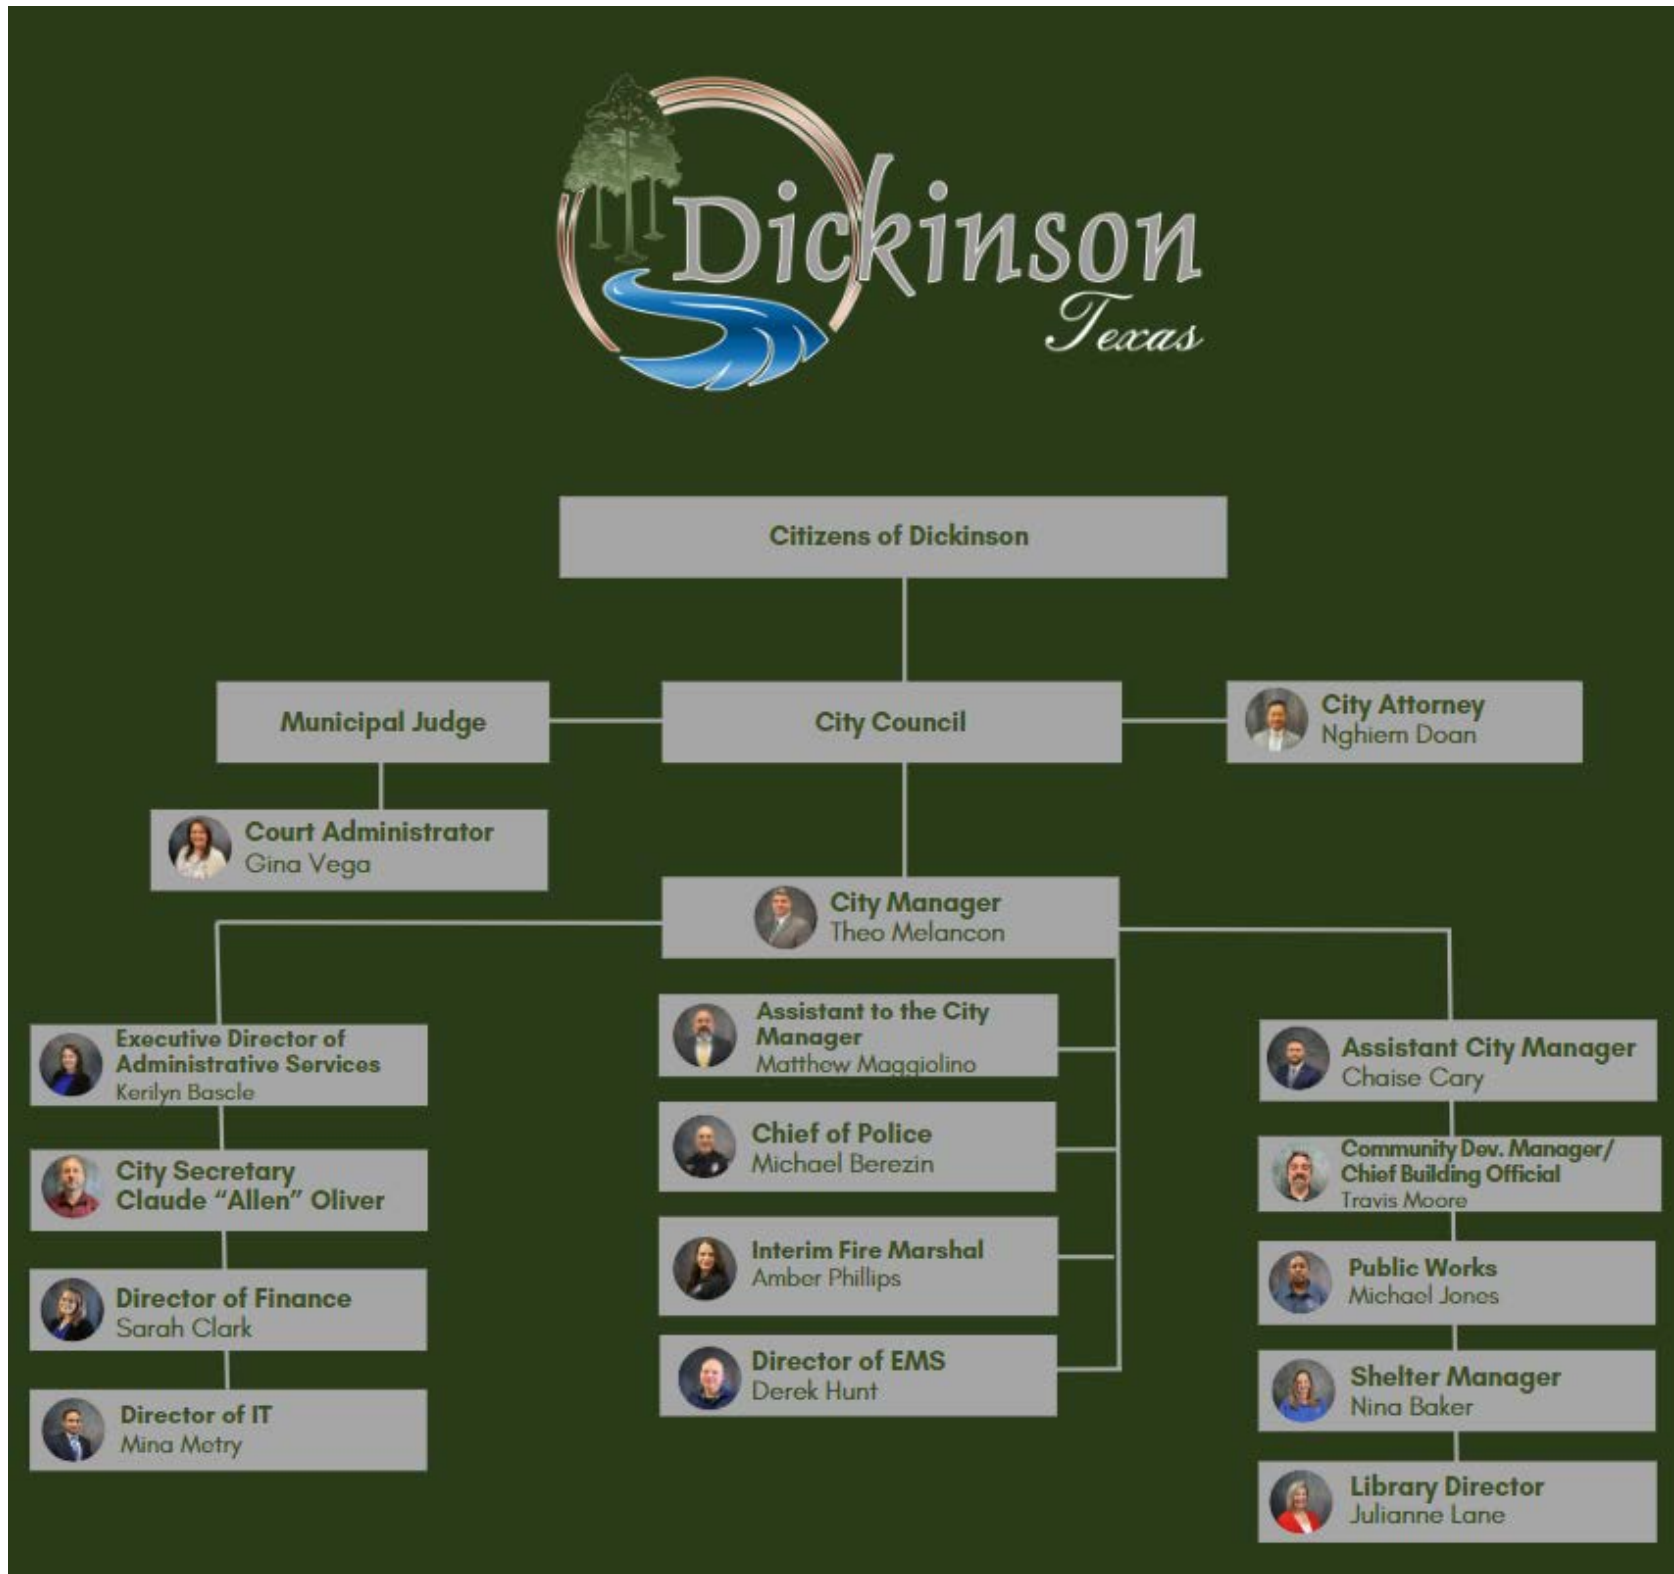 Dickinson
Texas
Citizens of Dickinson
Municipal Judge
City Council
City Attorney
Nghiem Doan
Court Administrator
Gina Vega
City Manager
Theo Melancon
Executive Director of
Administrative Services
Kerilyn Bascle
City Secretary
Claude “Allen” Oliver
Director of Finance
Sarah Clark
Director of IT
Mina Metry
Assistant to the City
Manager
Matthew Maggiolino
Chief of Police
Michael Berezin
Interim Fire Marshal
Amber Phillips
Director of EMS
Derek Hunt
Assistant City Manager
Chaise Cary
Community Dev. Manager/
Chief Building Official
Travis Moore
Public Works
Michael Jones
Shelter Manager
Nina Baker
Library Director
Julianne Lane